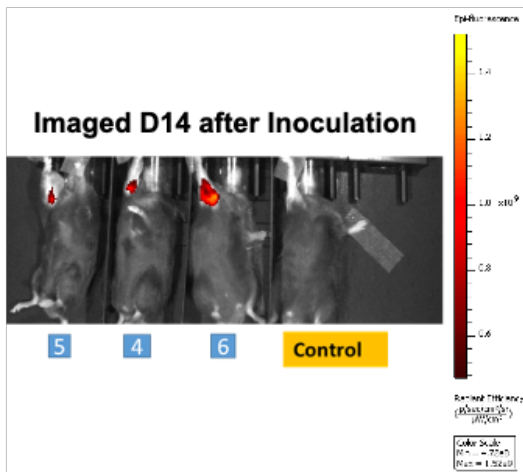 Epi-fluorescence
1.4
Imaged D14 after Inoculation
1.2
1.0 x10⁹
0.8
0.6
5 4 6 Control
Radiant Efficiency
Color Scale